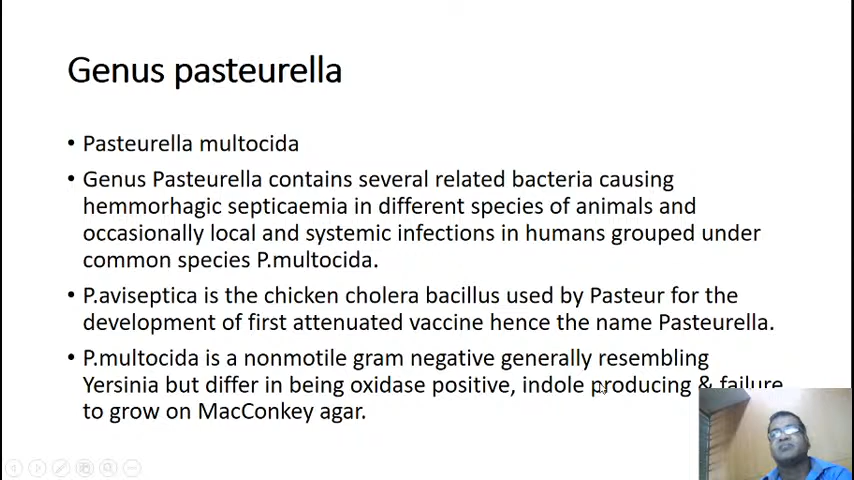 Genus pasteurella
• Pasteurella multocida
• Genus Pasteurella contains several related bacteria causing
hemmorhagic septicaemia in different species of animals and
occasionally local and systemic infections in humans grouped under
common species P.multocida.
• P.aviseptica is the chicken cholera bacillus used by Pasteur for the
development of first attenuated vaccine hence the name Pasteurella.
• P.multocida is a nonmotile gram negative generally resembling
Yersinia but differ in being oxidase positive, indole producing & failure
to grow on MacConkey agar.